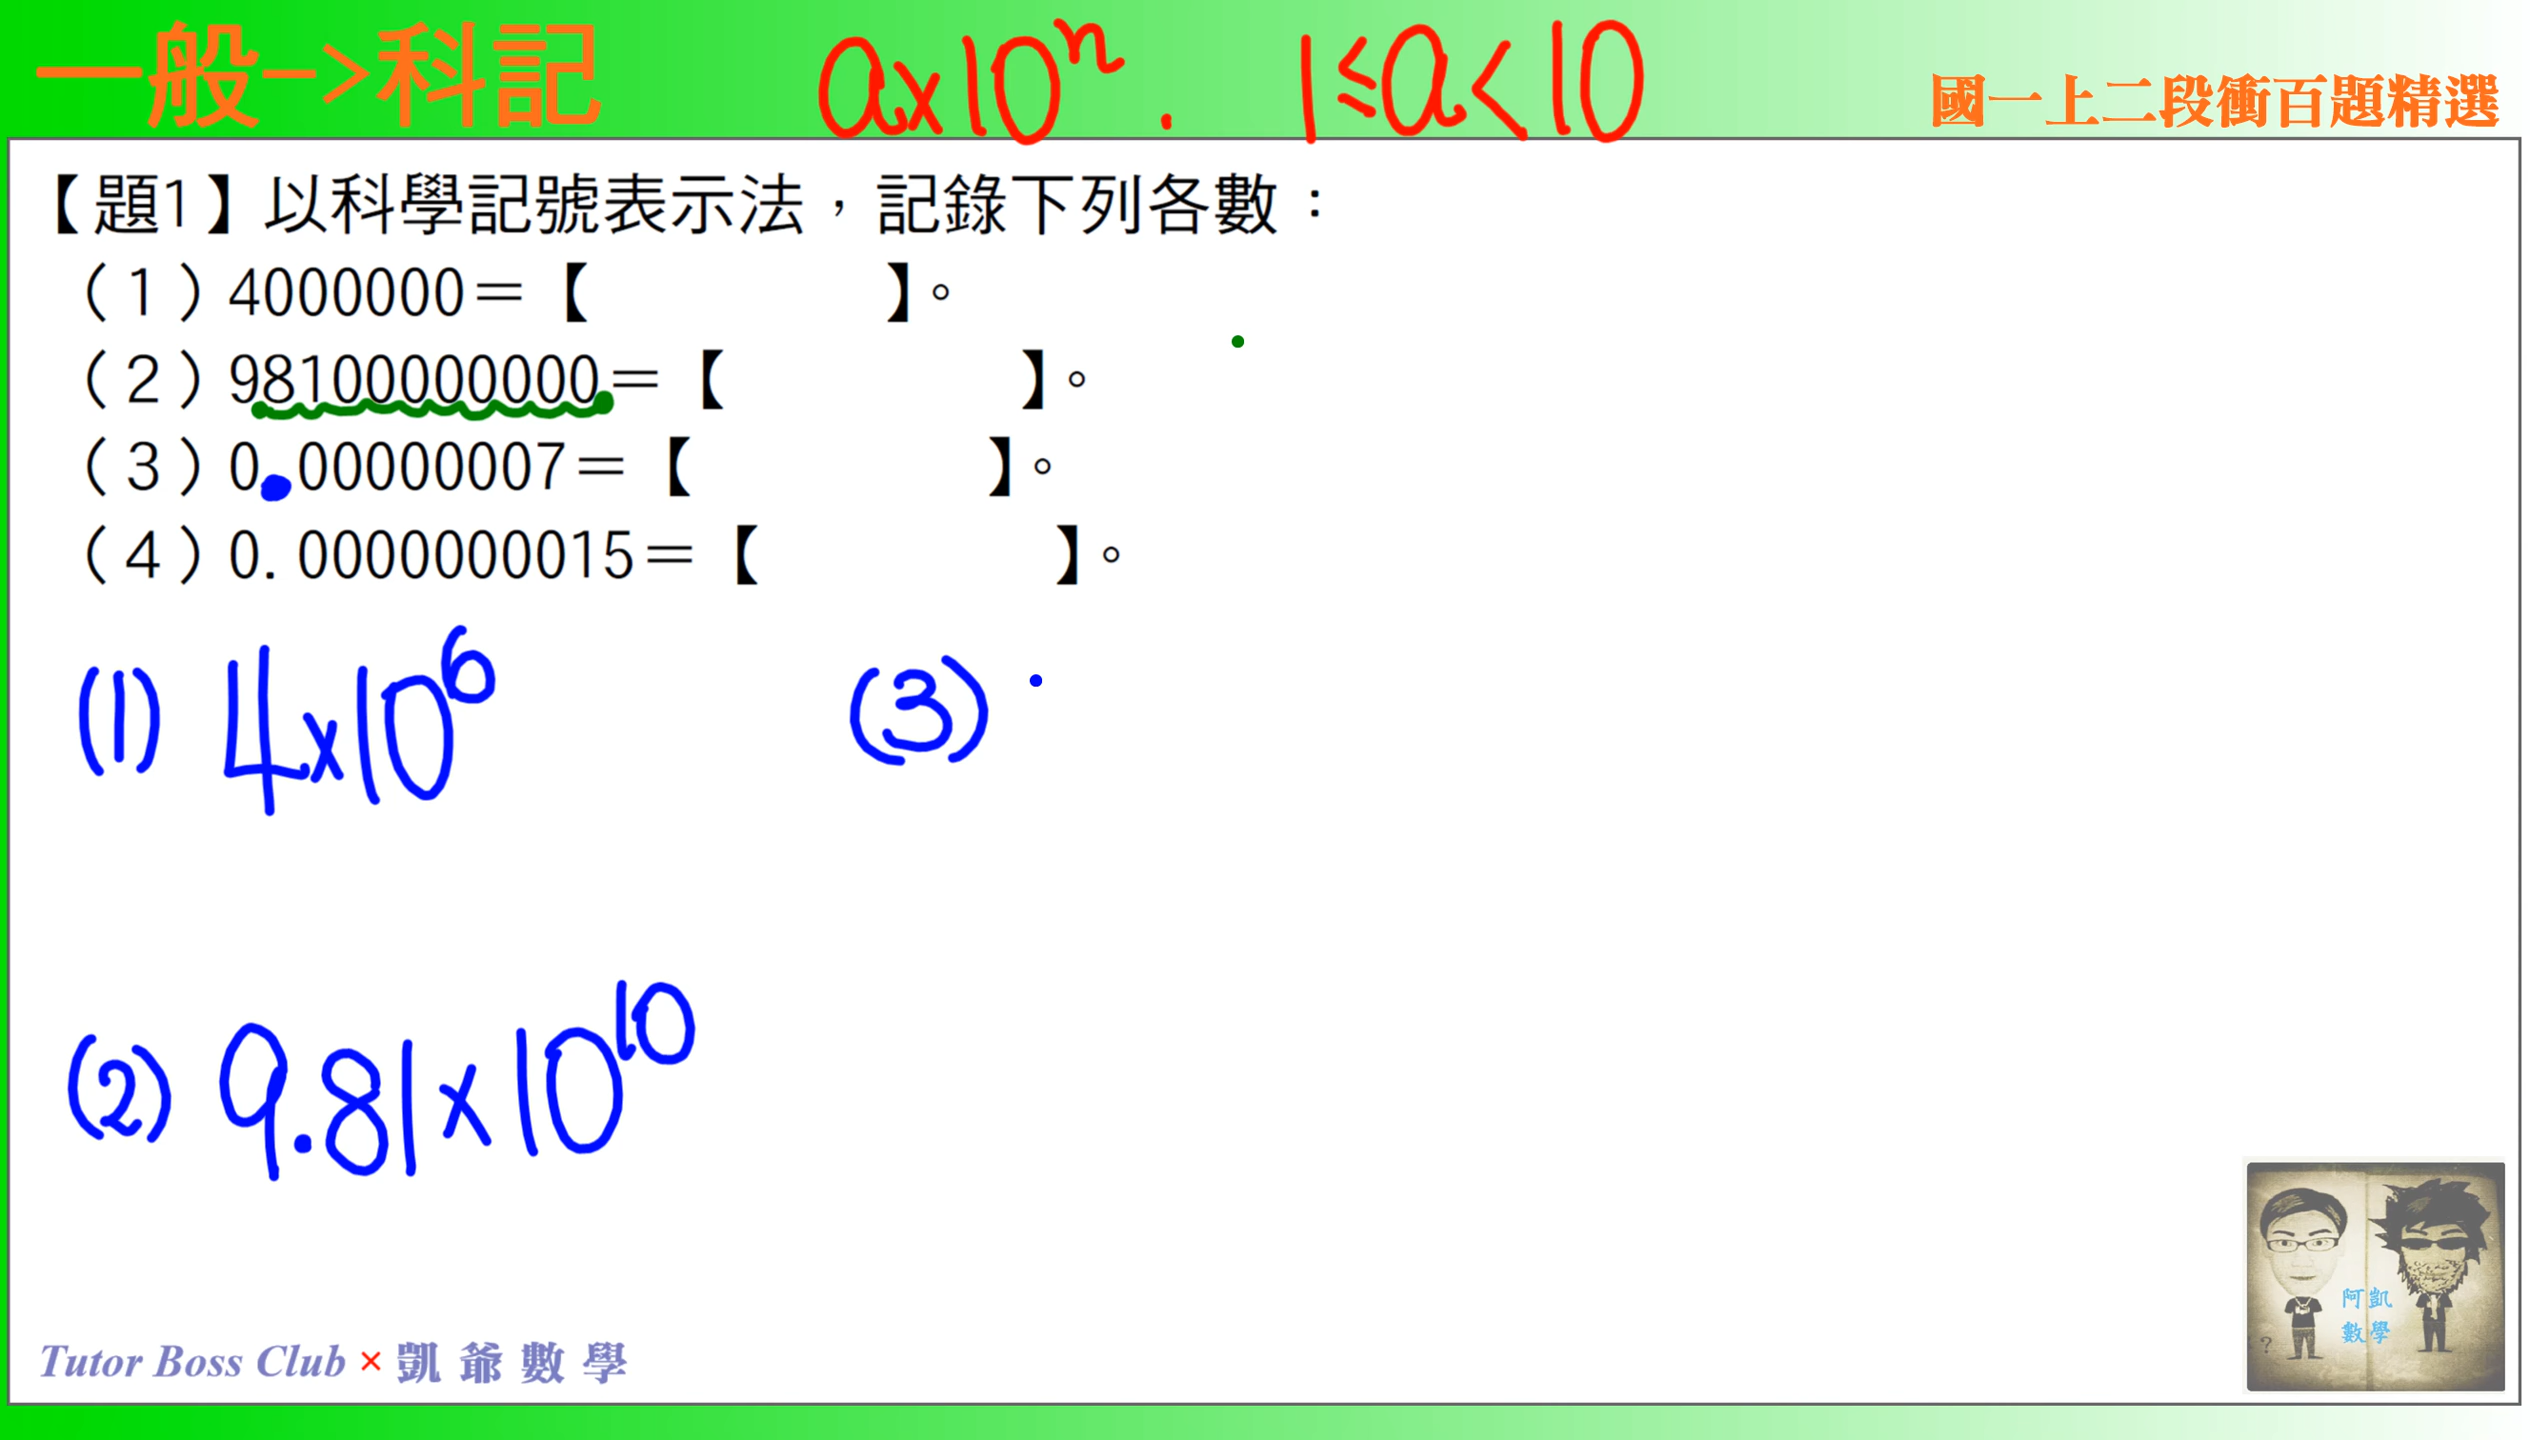 一般->科記
a×10ⁿ. 1≤a<10
國一上二段衝百題精選
【題1】以科學記號表示法，記錄下列各數：
（1）4000000＝【 】。
（2）98100000000＝【 】。
（3）0.00000007＝【 】。
（4）0.0000000015＝【 】。
(1) 4×10⁶
(3)
(2) 9.81×10¹⁰
阿凱
數學
?
Tutor Boss Club × 凱爺數學